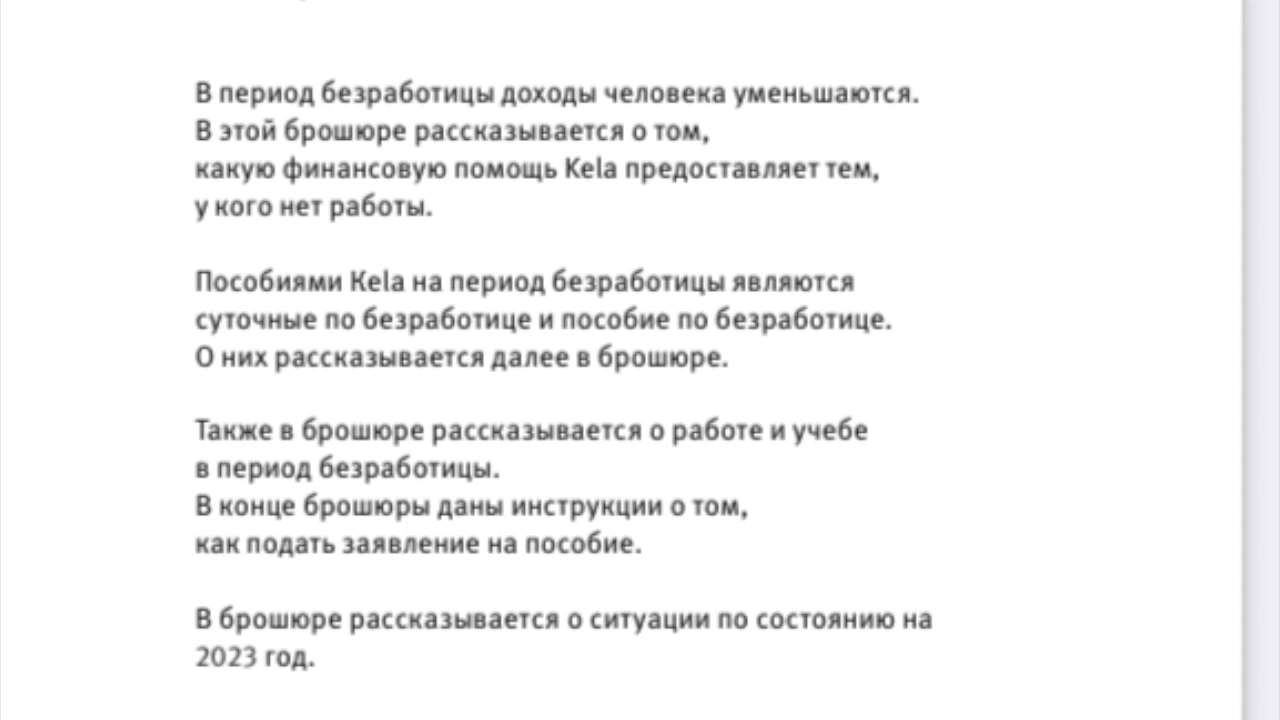 В период безработицы доходы человека уменьшаются.
В этой брошюре рассказывается о том,
какую финансовую помощь Kela предоставляет тем,
у кого нет работы.
Пособиями Kela на период безработицы являются
суточные по безработице и пособие по безработице.
О них рассказывается далее в брошюре.
Также в брошюре рассказывается о работе и учебе
в период безработицы.
В конце брошюры даны инструкции о том,
как подать заявление на пособие.
В брошюре рассказывается о ситуации по состоянию на
2023 год.